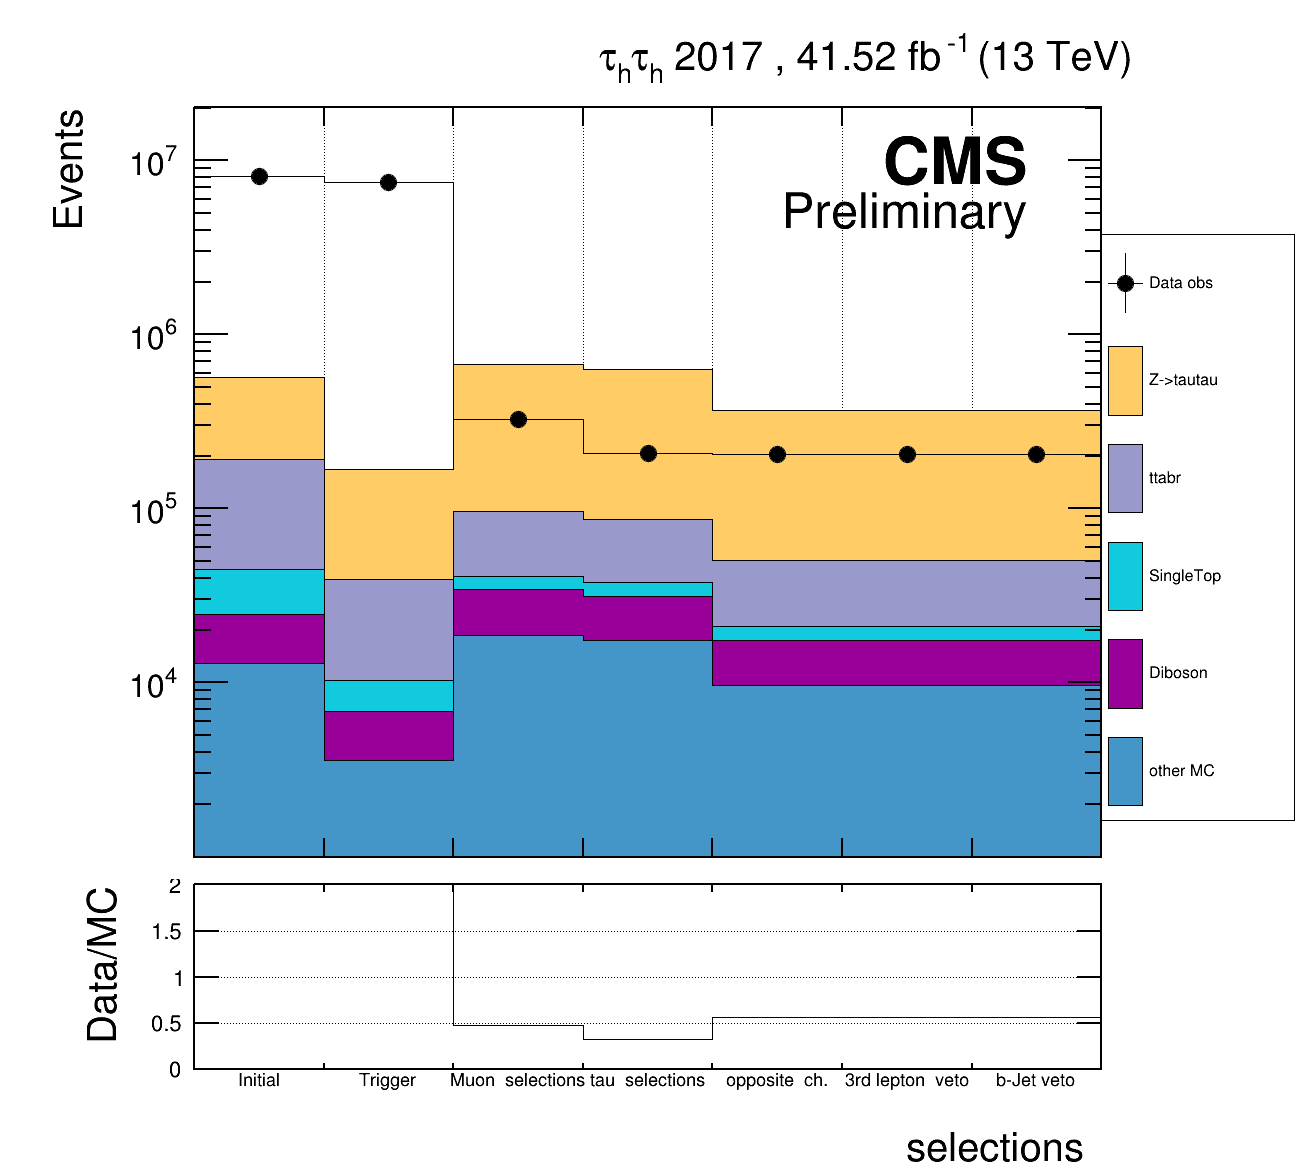 τhτh 2017 , 41.52 fb-1 (13 TeV)
Events
CMS
Preliminary
10^7
10^6
10^5
10^4
Data obs
Z->tautau
ttabr
SingleTop
Diboson
other MC
Data/MC
2
1.5
1
0.5
0
Initial Trigger Muon selections tau selections opposite ch. 3rd lepton veto b-Jet veto
selections